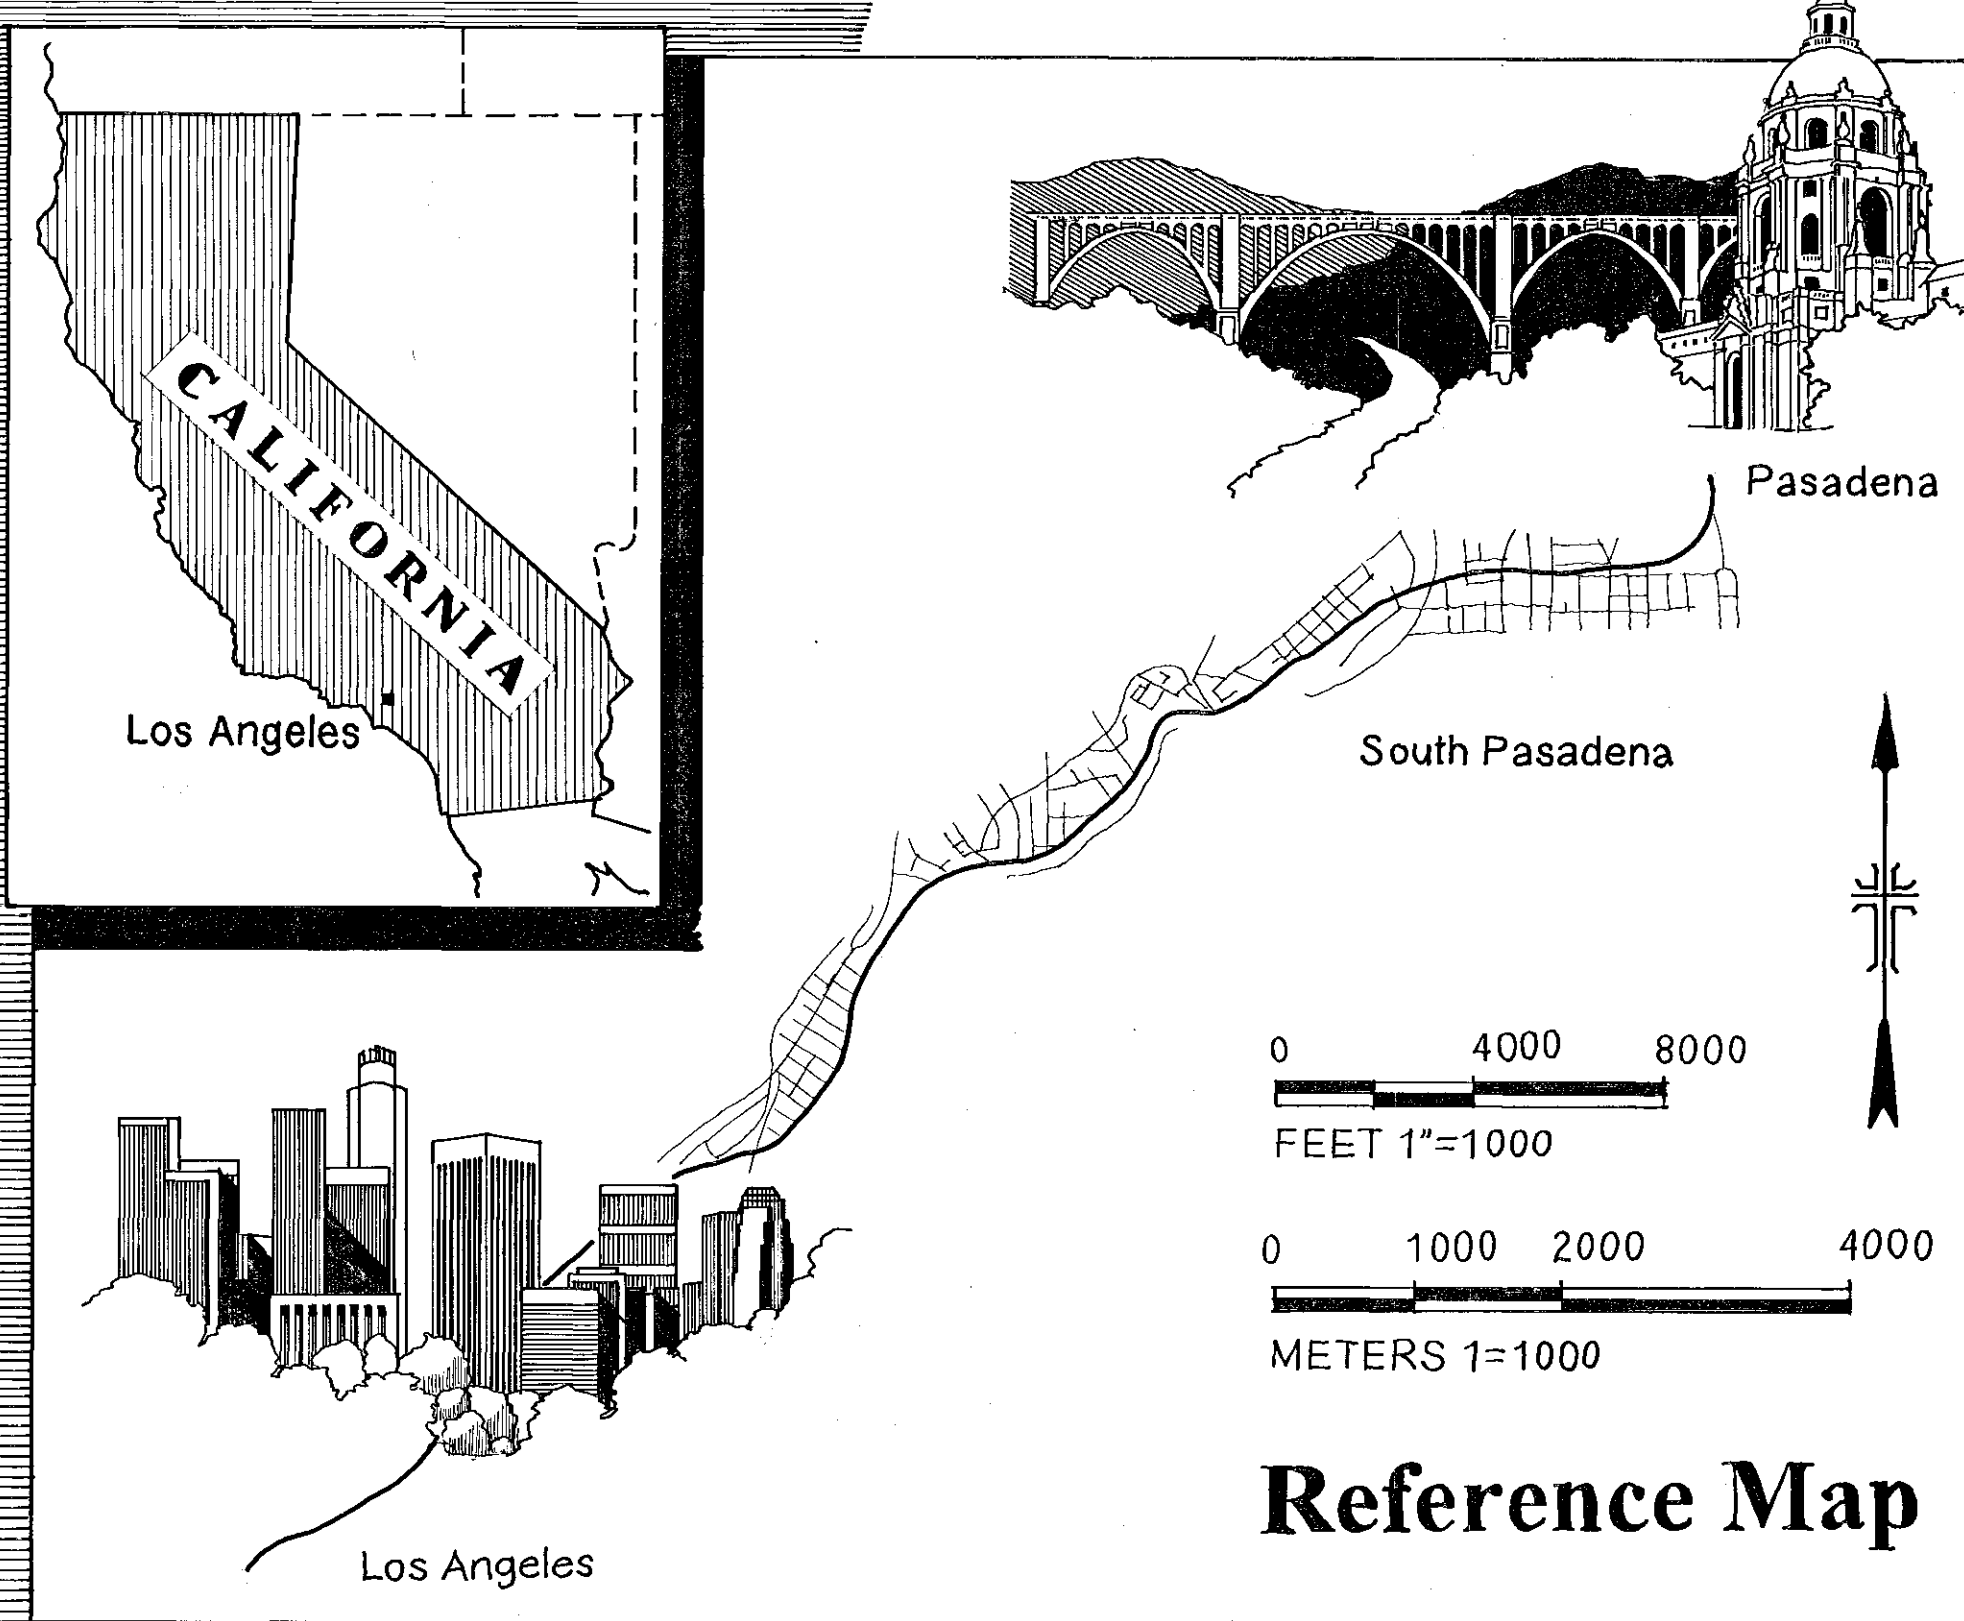 CALIFORNIA
Los Angeles
Pasadena
South Pasadena
0 4000 8000
FEET 1"=1000
0 1000 2000 4000
METERS 1=1000
Reference Map
Los Angeles